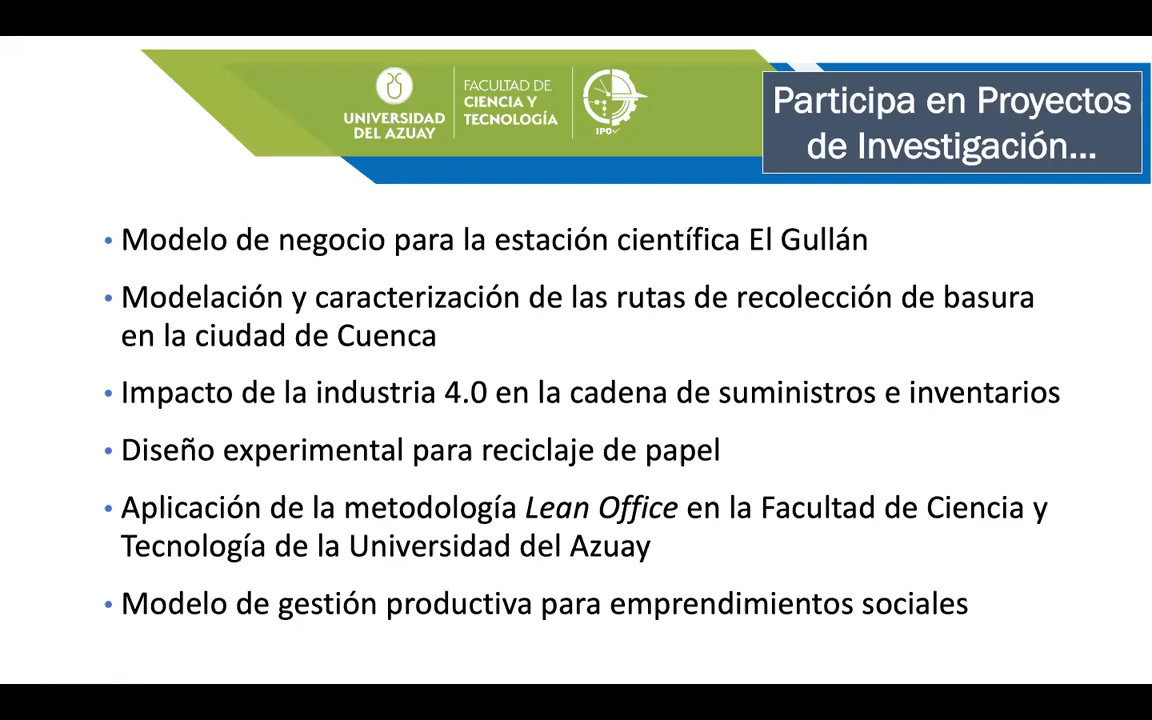 UNIVERSIDAD
DEL AZUAY
FACULTAD DE
CIENCIA Y
TECNOLOGÍA
IPO
Participa en Proyectos
de Investigación...
• Modelo de negocio para la estación científica El Gullán
• Modelación y caracterización de las rutas de recolección de basura
en la ciudad de Cuenca
• Impacto de la industria 4.0 en la cadena de suministros e inventarios
• Diseño experimental para reciclaje de papel
• Aplicación de la metodología Lean Office en la Facultad de Ciencia y
Tecnología de la Universidad del Azuay
• Modelo de gestión productiva para emprendimientos sociales